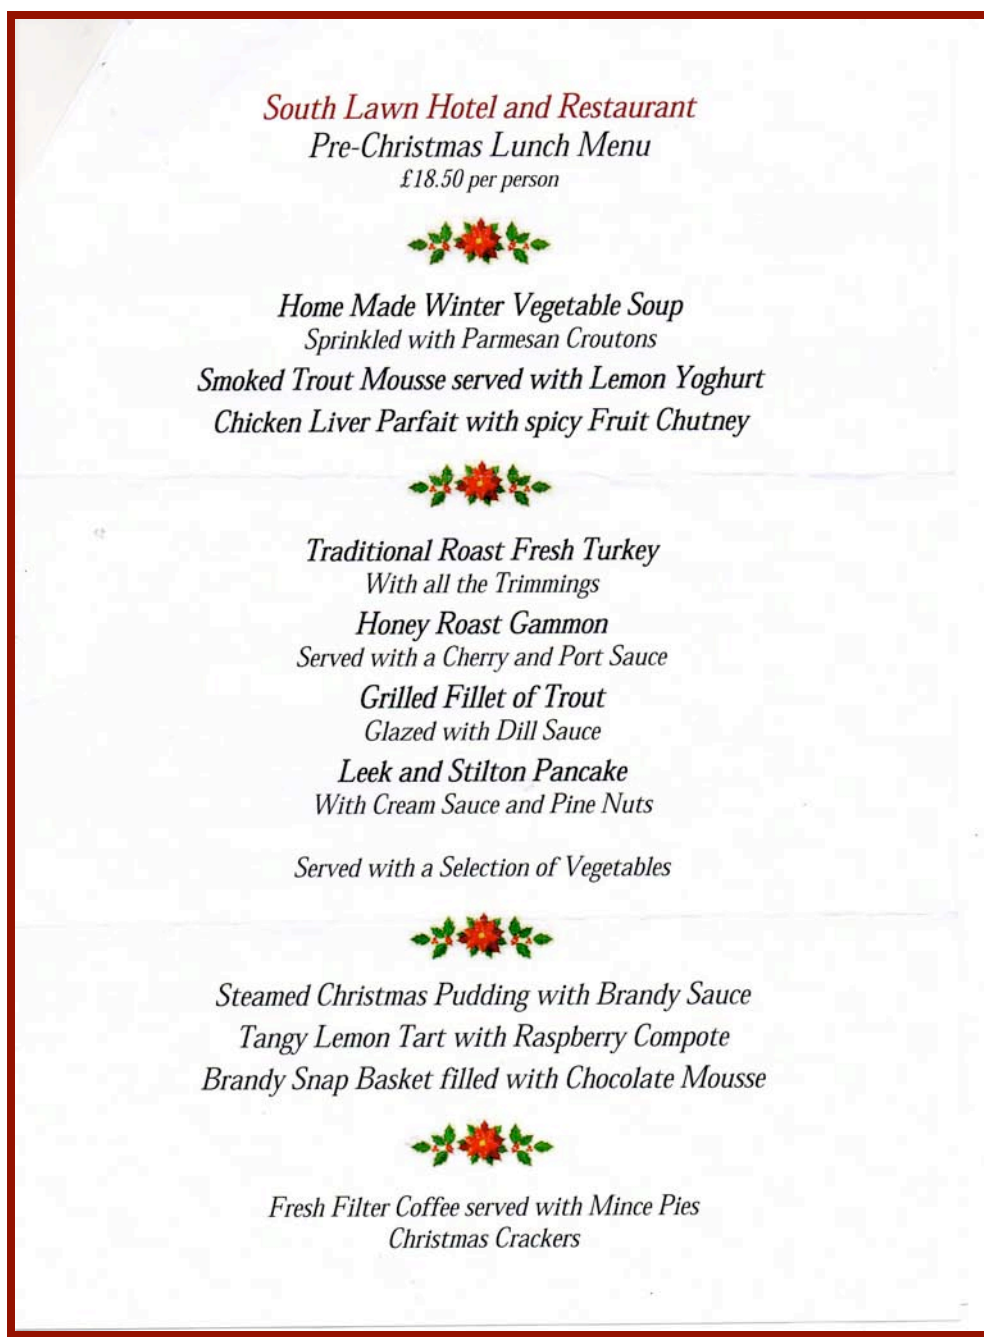 South Lawn Hotel and Restaurant
Pre-Christmas Lunch Menu
£18.50 per person
Home Made Winter Vegetable Soup
Sprinkled with Parmesan Croutons
Smoked Trout Mousse served with Lemon Yoghurt
Chicken Liver Parfait with spicy Fruit Chutney
Traditional Roast Fresh Turkey
With all the Trimmings
Honey Roast Gammon
Served with a Cherry and Port Sauce
Grilled Fillet of Trout
Glazed with Dill Sauce
Leek and Stilton Pancake
With Cream Sauce and Pine Nuts
Served with a Selection of Vegetables
Steamed Christmas Pudding with Brandy Sauce
Tangy Lemon Tart with Raspberry Compote
Brandy Snap Basket filled with Chocolate Mousse
Fresh Filter Coffee served with Mince Pies
Christmas Crackers